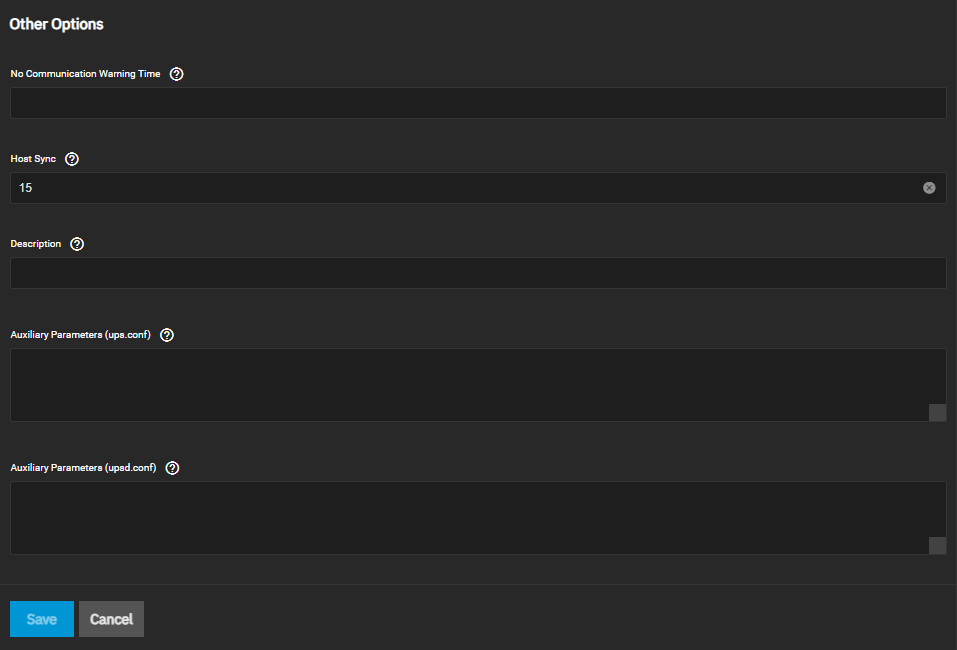 Other Options
No Communication Warning Time
Host Sync
15
Description
Auxiliary Parameters (ups.conf)
Auxiliary Parameters (upsd.conf)
Save Cancel